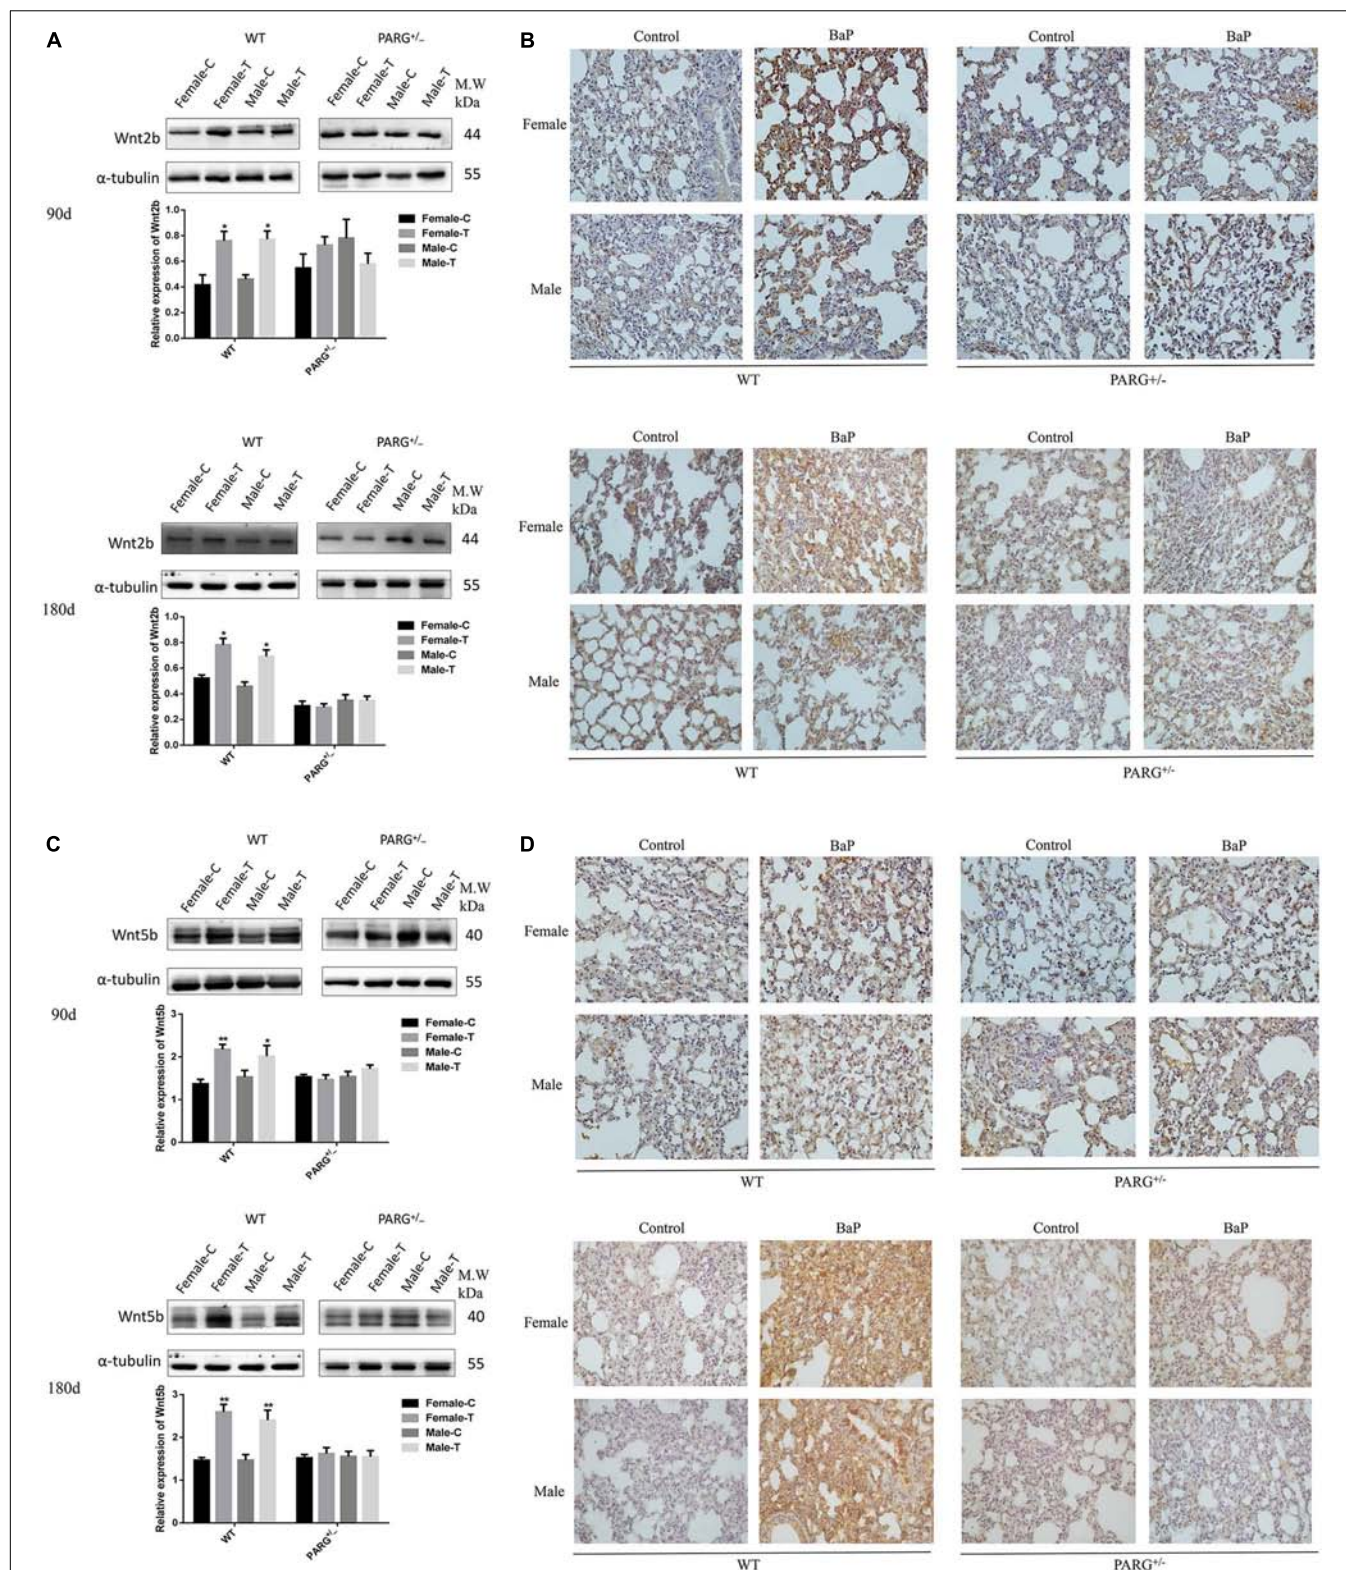 A
WT PARG+/–
Female-C Female-T Male-C Male-T Female-C Female-T Male-C Male-T M.W kDa
Wnt2b 44
α-tubulin 55
90d
Relative expression of Wnt2b
1.0
0.8
0.6
0.4
0.2
0.0
* *
WT PARG+/–
Female-C
Female-T
Male-C
Male-T
WT PARG+/–
Female-C Female-T Male-C Male-T Female-C Female-T Male-C Male-T M.W kDa
Wnt2b 44
α-tubulin 55
180d
Relative expression of Wnt2b
1.0
0.8
0.6
0.4
0.2
0.0
* *
WT PARG+/–
Female-C
Female-T
Male-C
Male-T
B
Control BaP Control BaP
Female
Male
WT PARG+/-
Control BaP Control BaP
Female
Male
WT PARG+/-
C
WT PARG+/–
Female-C Female-T Male-C Male-T Female-C Female-T Male-C Male-T M.W kDa
Wnt5b 40
α-tubulin 55
90d
Relative expression of Wnt5b
3
2
1
0
** *
WT PARG+/–
Female-C
Female-T
Male-C
Male-T
WT PARG+/–
Female-C Female-T Male-C Male-T Female-C Female-T Male-C Male-T M.W kDa
Wnt5b 40
α-tubulin 55
180d
Relative expression of Wnt5b
3
2
1
0
** **
WT PARG+/–
Female-C
Female-T
Male-C
Male-T
D
Control BaP Control BaP
Female
Male
WT PARG+/-
Control BaP Control BaP
Female
Male
WT PARG+/-